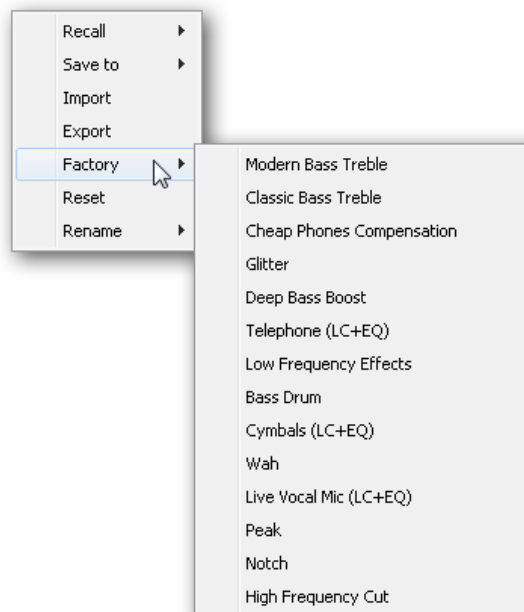 Recall
Save to
Import
Export
Factory
Reset
Rename
Modern Bass Treble
Classic Bass Treble
Cheap Phones Compensation
Glitter
Deep Bass Boost
Telephone (LC+EQ)
Low Frequency Effects
Bass Drum
Cymbals (LC+EQ)
Wah
Live Vocal Mic (LC+EQ)
Peak
Notch
High Frequency Cut